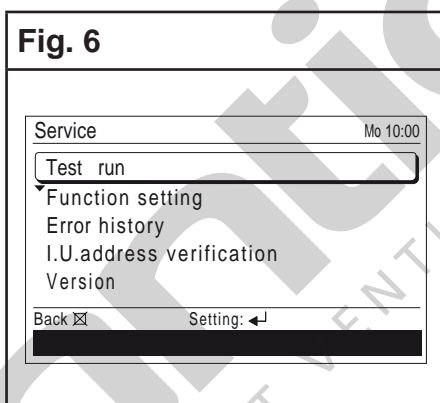 Fig. 6
Service Mo 10:00
Test run
Function setting
Error history
I.U.address verification
Version
Back Setting: